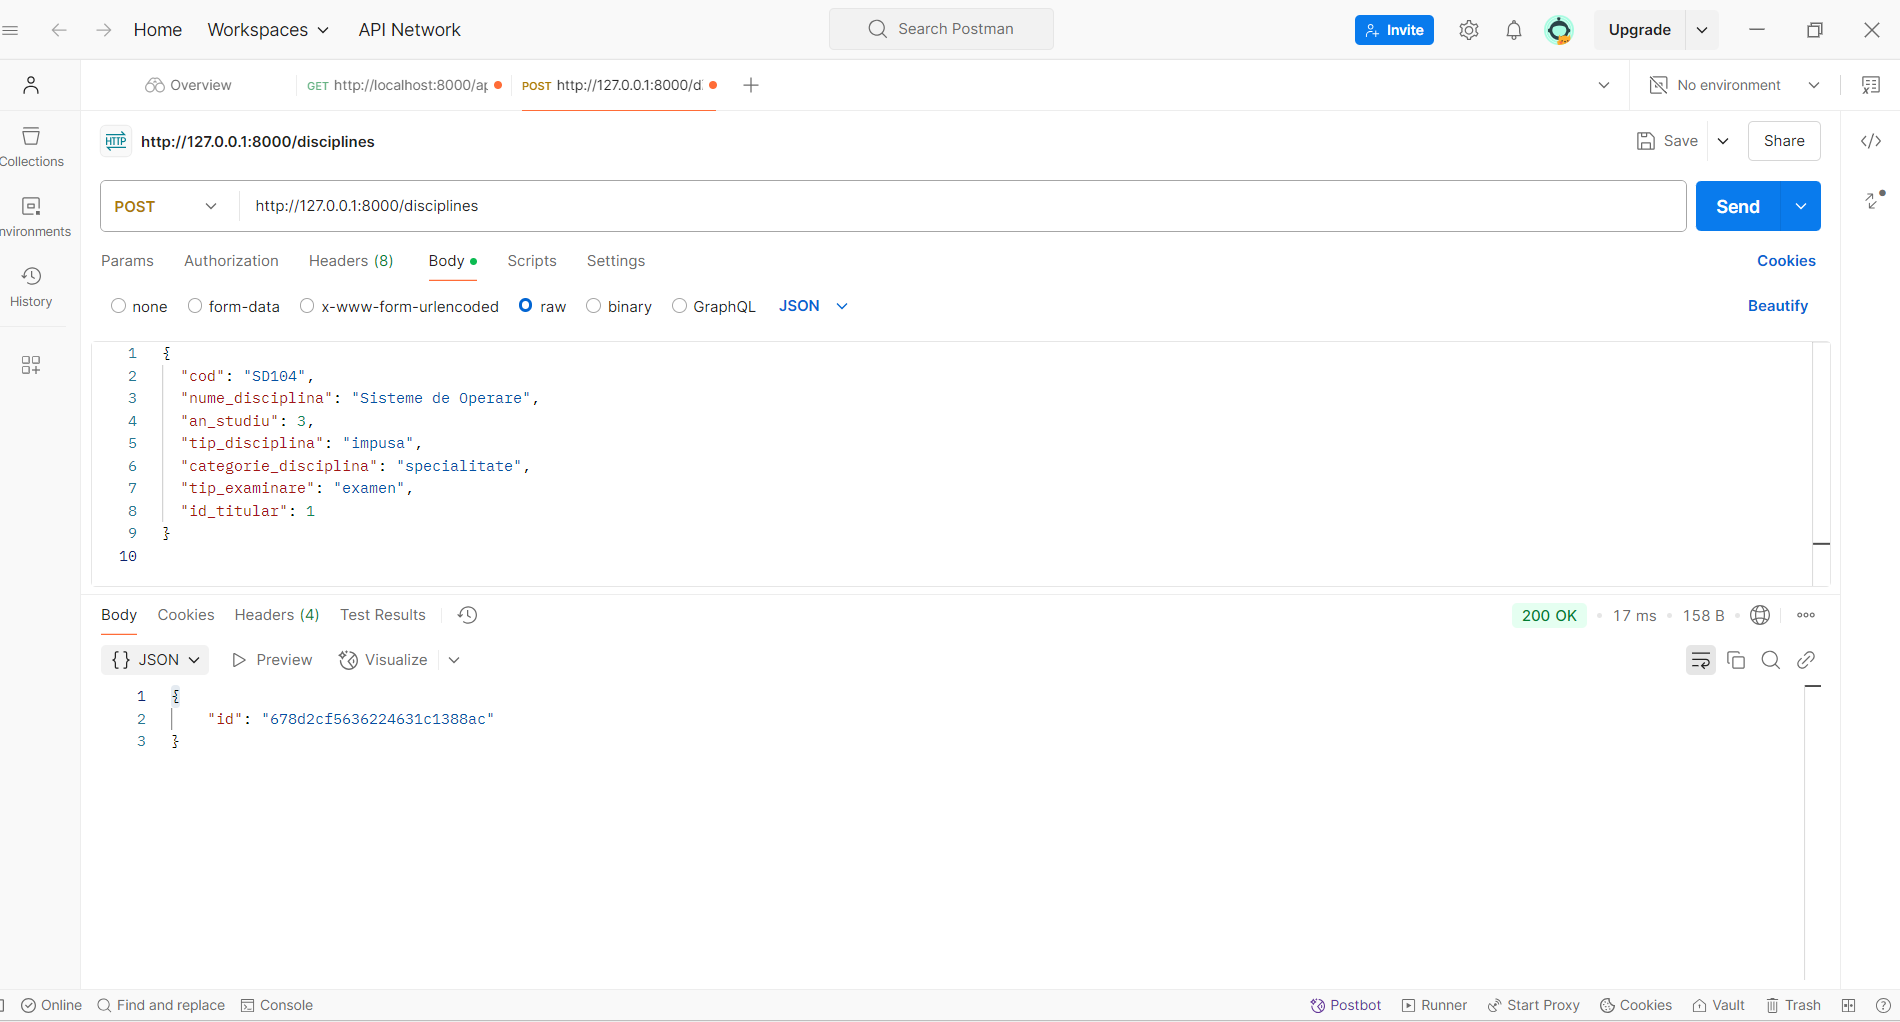 Home Workspaces API Network Search Postman Invite Upgrade
Overview GET http://localhost:8000/ap POST http://127.0.0.1:8000/d No environment
HTTP http://127.0.0.1:8000/disciplines Save Share
Collections
nvironments
History
POST http://127.0.0.1:8000/disciplines Send
Params Authorization Headers (8) Body Scripts Settings Cookies
none form-data x-www-form-urlencoded raw binary GraphQL JSON Beautify
1 {
2 "cod": "SD104",
3 "nume_disciplina": "Sisteme de Operare",
4 "an_studiu": 3,
5 "tip_disciplina": "impusa",
6 "categorie_disciplina": "specialitate",
7 "tip_examinare": "examen",
8 "id_titular": 1
9 }
10
Body Cookies Headers (4) Test Results 200 OK 17 ms 158 B
{} JSON Preview Visualize
1 {
2 "id": "678d2cf5636224631c1388ac"
3 }
Online Find and replace Console Postbot Runner Start Proxy Cookies Vault Trash